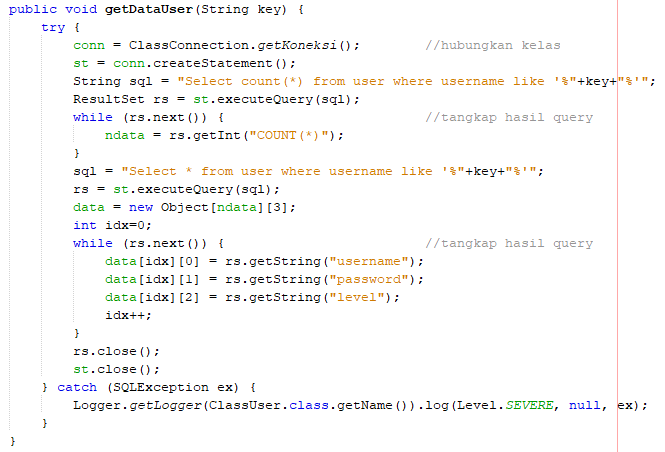 public void getDataUser(String key) {
    try {
        conn = ClassConnection.getKoneksi();        //hubungkan kelas
        st = conn.createStatement();
        String sql = "Select count(*) from user where username like '%"+key+"%'";
        ResultSet rs = st.executeQuery(sql);
        while (rs.next()) {                         //tangkap hasil query
            ndata = rs.getInt("COUNT(*)");
        }
        sql = "Select * from user where username like '%"+key+"%'";
        rs = st.executeQuery(sql);
        data = new Object[ndata][3];
        int idx=0;
        while (rs.next()) {                         //tangkap hasil query
            data[idx][0] = rs.getString("username");
            data[idx][1] = rs.getString("password");
            data[idx][2] = rs.getString("level");
            idx++;
        }
        rs.close();
        st.close();
    } catch (SQLException ex) {
        Logger.getLogger(ClassUser.class.getName()).log(Level.SEVERE, null, ex);
    }
}